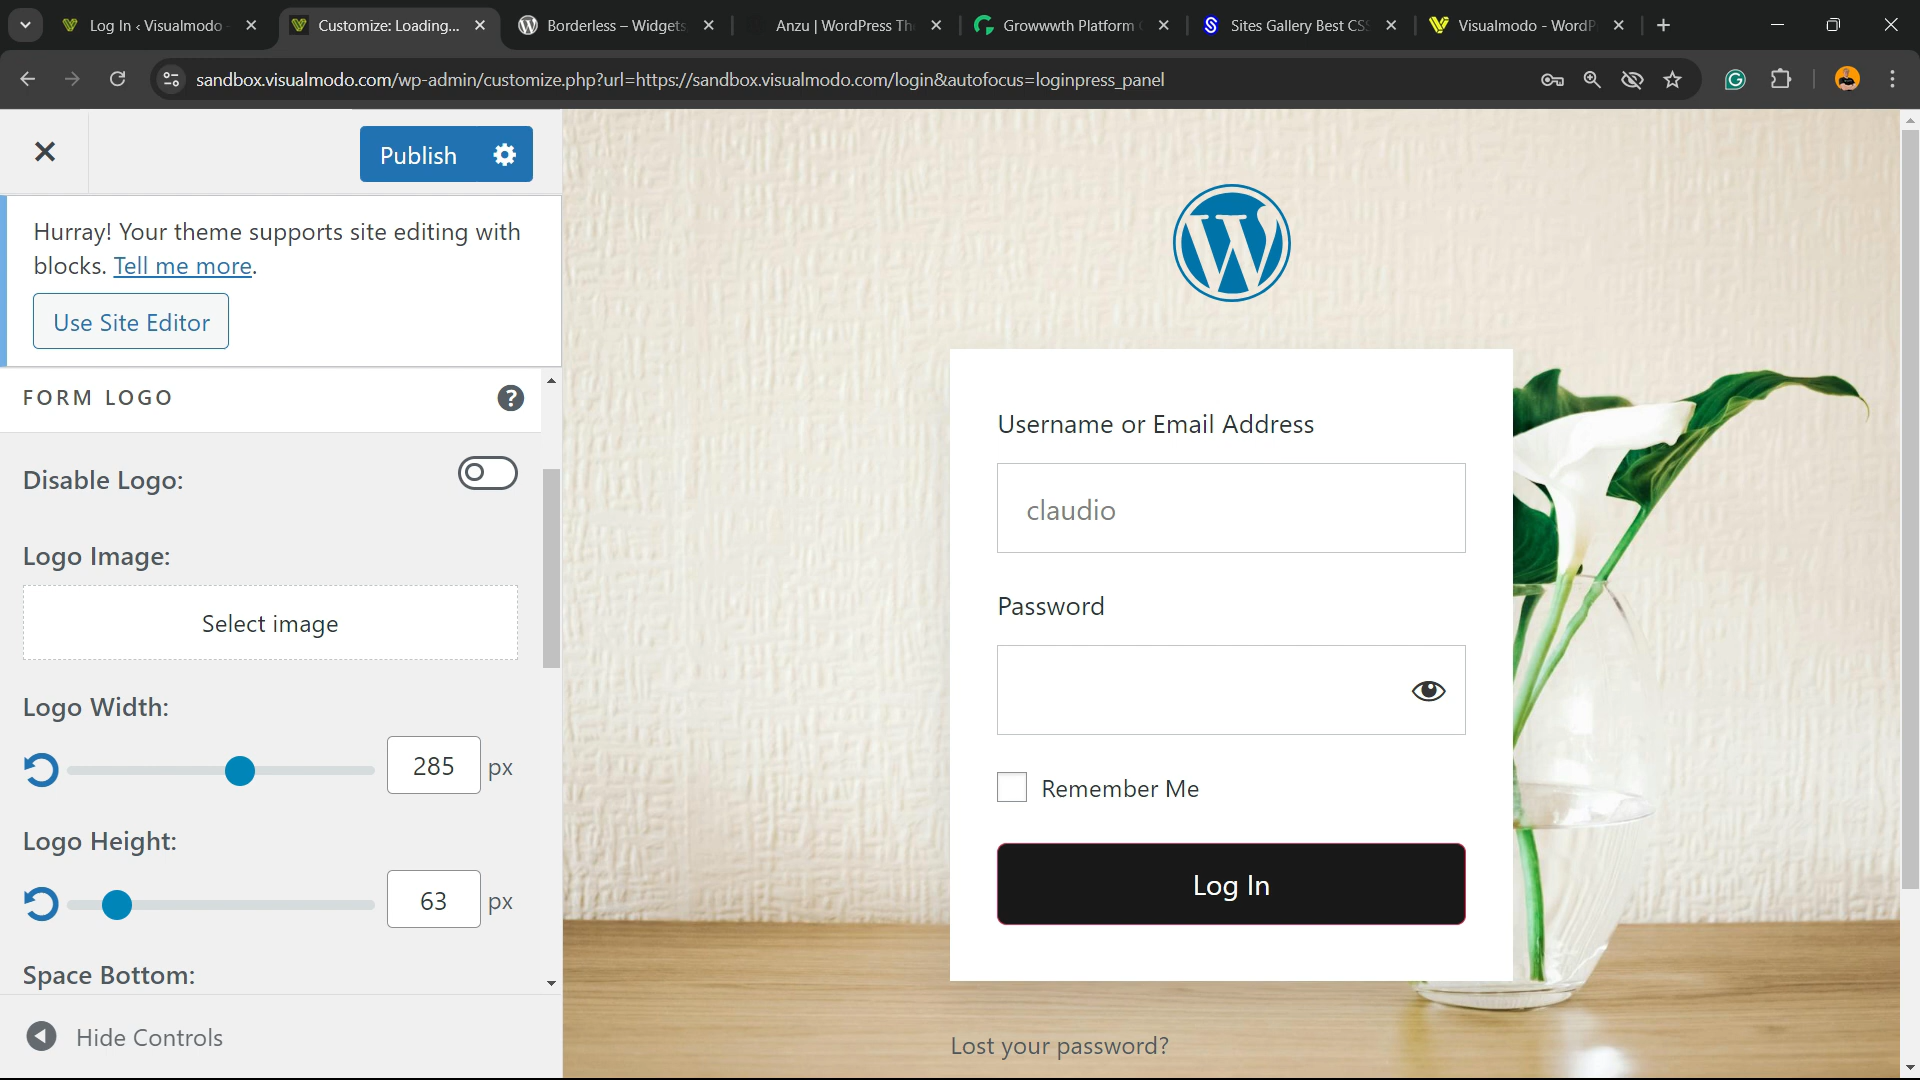 Log In ‹ Visualmodo
Customize: Loading...
Borderless – Widgets
Anzu | WordPress Th
Growwwth Platform
Sites Gallery Best CS
Visualmodo - WordP
sandbox.visualmodo.com/wp-admin/customize.php?url=https://sandbox.visualmodo.com/login&autofocus=loginpress_panel
Publish
Hurray! Your theme supports site editing with
blocks. Tell me more.
Use Site Editor
FORM LOGO
Disable Logo:
Logo Image:
Select image
Logo Width:
285 px
Logo Height:
63 px
Space Bottom:
Hide Controls
Username or Email Address
claudio
Password
Remember Me
Log In
Lost your password?